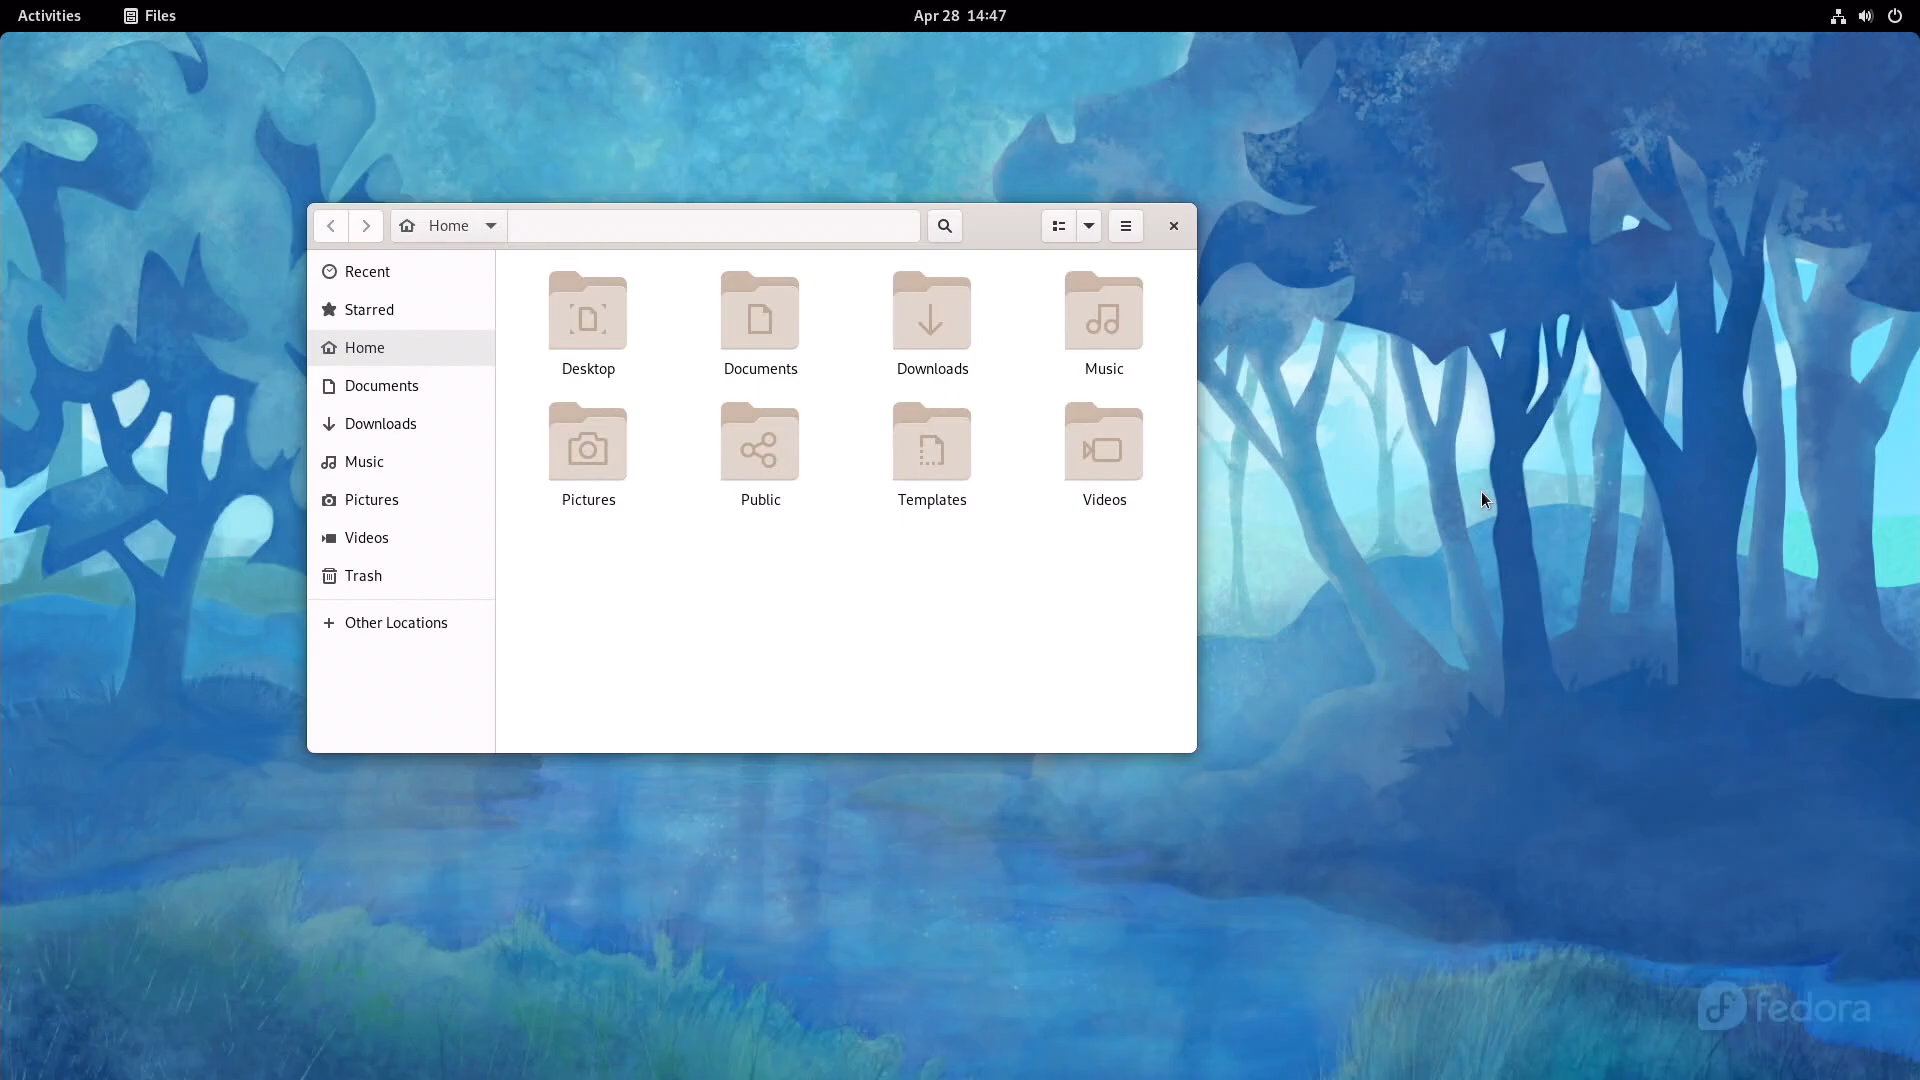 Activities Files Apr 28 14:47
Home
Recent
Starred
Home
Documents
Downloads
Music
Pictures
Videos
Trash
Other Locations
Desktop Documents Downloads Music
Pictures Public Templates Videos
fedora